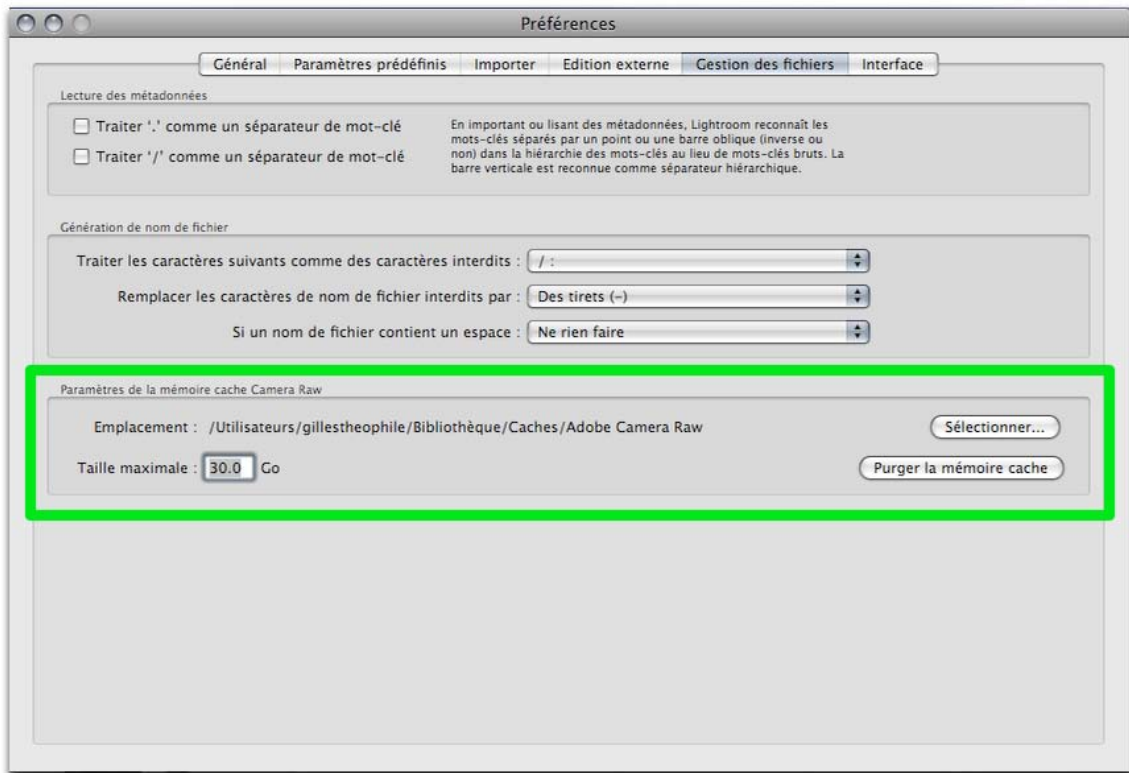 Préférences
Général Paramètres prédéfinis Importer Edition externe Gestion des fichiers Interface
Lecture des métadonnées
Traiter '.' comme un séparateur de mot-clé
Traiter '/' comme un séparateur de mot-clé
En important ou lisant des métadonnées, Lightroom reconnaît les
mots-clés séparés par un point ou une barre oblique (inverse ou
non) dans la hiérarchie des mots-clés au lieu de mots-clés bruts. La
barre verticale est reconnue comme séparateur hiérarchique.
Génération de nom de fichier
Traiter les caractères suivants comme des caractères interdits : / :
Remplacer les caractères de nom de fichier interdits par : Des tirets (-)
Si un nom de fichier contient un espace : Ne rien faire
Paramètres de la mémoire cache Camera Raw
Emplacement : /Utilisateurs/gillestheophile/Bibliothèque/Caches/Adobe Camera Raw Sélectionner...
Taille maximale : 30.0 Go Purger la mémoire cache